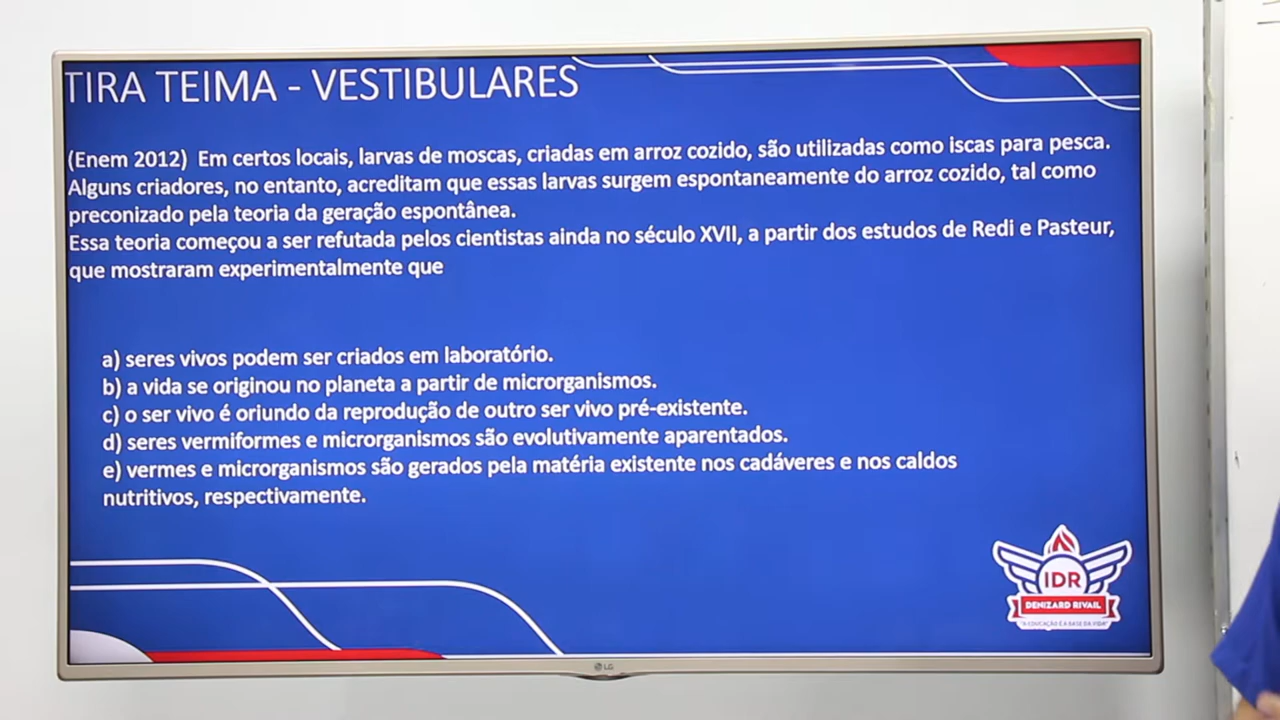 TIRA TEIMA - VESTIBULARES
(Enem 2012) Em certos locais, larvas de moscas, criadas em arroz cozido, são utilizadas como iscas para pesca.
Alguns criadores, no entanto, acreditam que essas larvas surgem espontaneamente do arroz cozido, tal como
preconizado pela teoria da geração espontânea.
Essa teoria começou a ser refutada pelos cientistas ainda no século XVII, a partir dos estudos de Redi e Pasteur,
que mostraram experimentalmente que
a) seres vivos podem ser criados em laboratório.
b) a vida se originou no planeta a partir de microrganismos.
c) o ser vivo é oriundo da reprodução de outro ser vivo pré-existente.
d) seres vermiformes e microrganismos são evolutivamente aparentados.
e) vermes e microrganismos são gerados pela matéria existente nos cadáveres e nos caldos
nutritivos, respectivamente.
IDR
DENIZARD RIVAIL
"A EDUCAÇÃO É A BASE DA VIDA"
LG